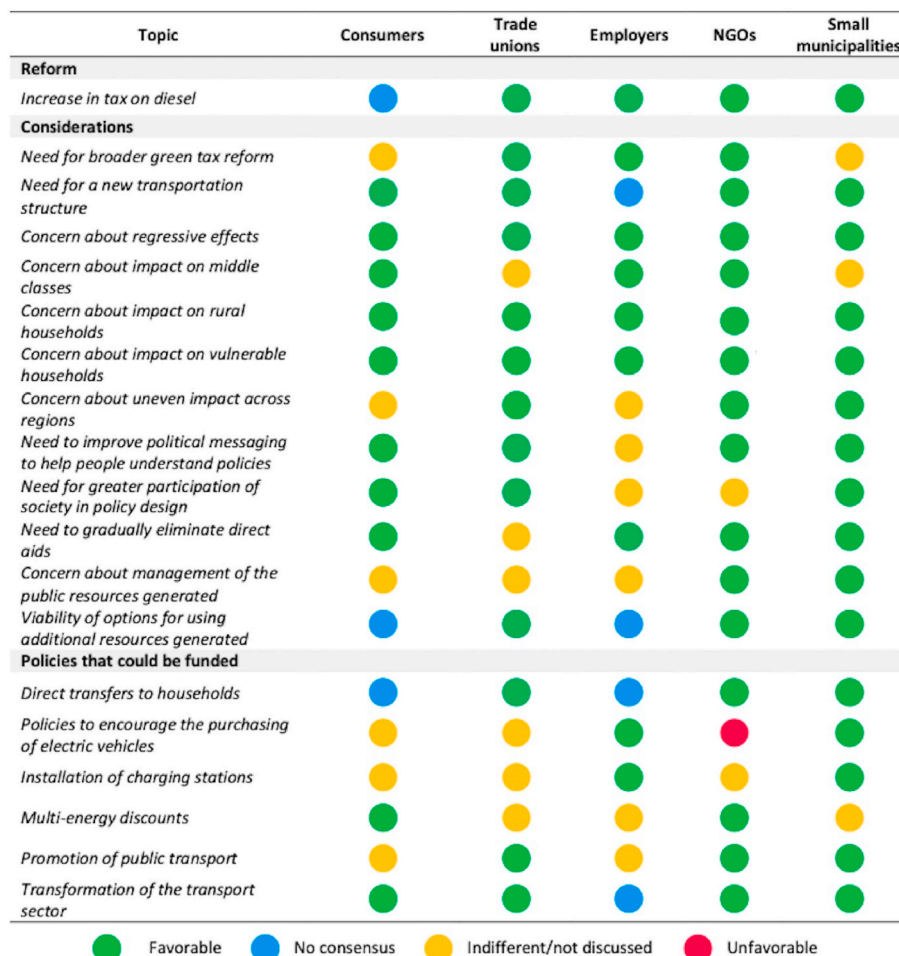 Topic Consumers Trade unions Employers NGOs Small municipalities
Reform
Increase in tax on diesel
Considerations
Need for broader green tax reform
Need for a new transportation
structure
Concern about regressive effects
Concern about impact on middle
classes
Concern about impact on rural
households
Concern about impact on vulnerable
households
Concern about uneven impact across
regions
Need to improve political messaging
to help people understand policies
Need for greater participation of
society in policy design
Need to gradually eliminate direct
aids
Concern about management of the
public resources generated
Viability of options for using
additional resources generated
Policies that could be funded
Direct transfers to households
Policies to encourage the purchasing
of electric vehicles
Installation of charging stations
Multi-energy discounts
Promotion of public transport
Transformation of the transport
sector
Favorable No consensus Indifferent/not discussed Unfavorable